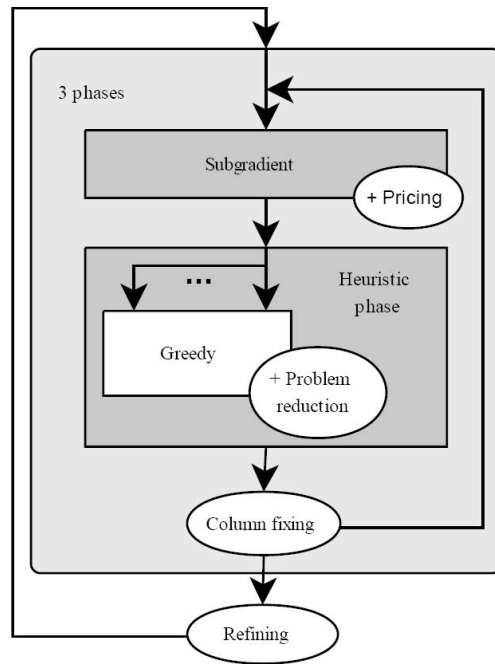 3 phases
Subgradient
+ Pricing
...
Heuristic
phase
Greedy
+ Problem
reduction
Column fixing
Refining